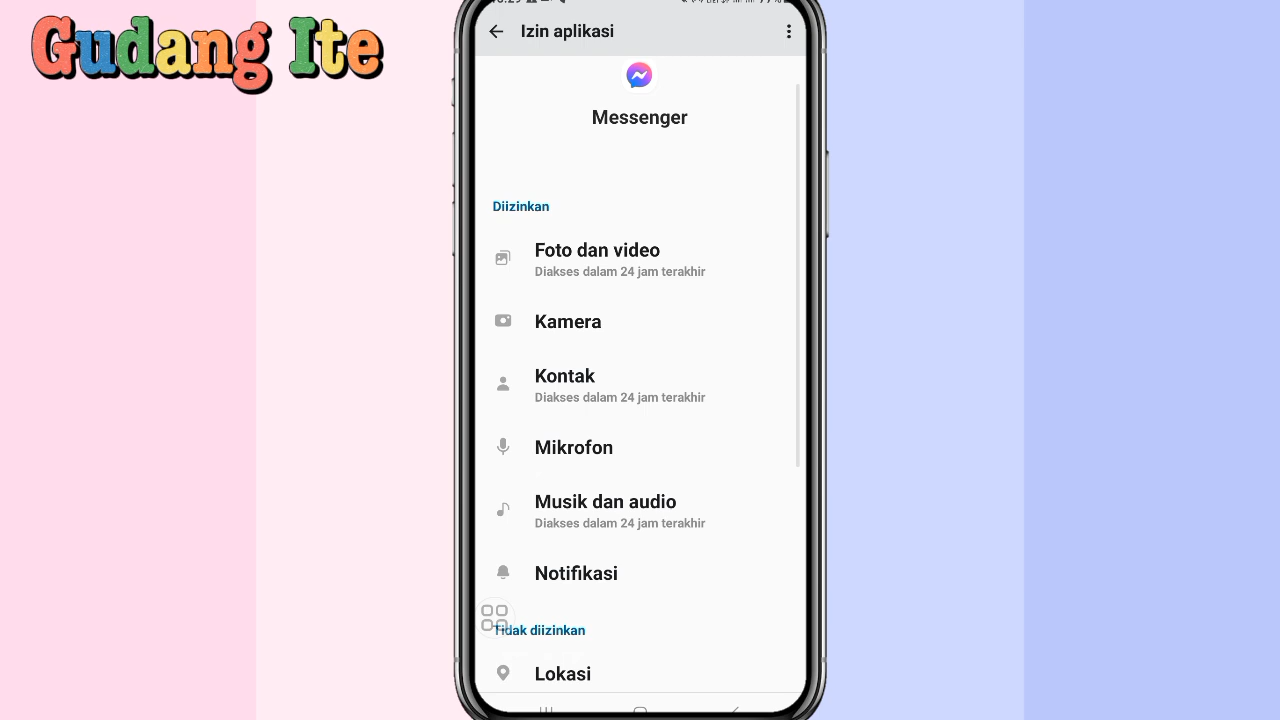 Gudang Ite
Izin aplikasi
Messenger
Diizinkan
Foto dan video
Diakses dalam 24 jam terakhir
Kamera
Kontak
Diakses dalam 24 jam terakhir
Mikrofon
Musik dan audio
Diakses dalam 24 jam terakhir
Notifikasi
Tidak diizinkan
Lokasi